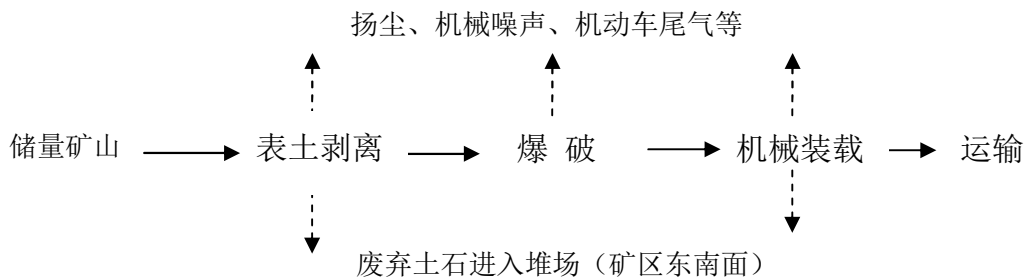 扬尘、机械噪声、机动车尾气等
储量矿山 表土剥离 爆 破 机械装载 运输
废弃土石进入堆场（矿区东南面）